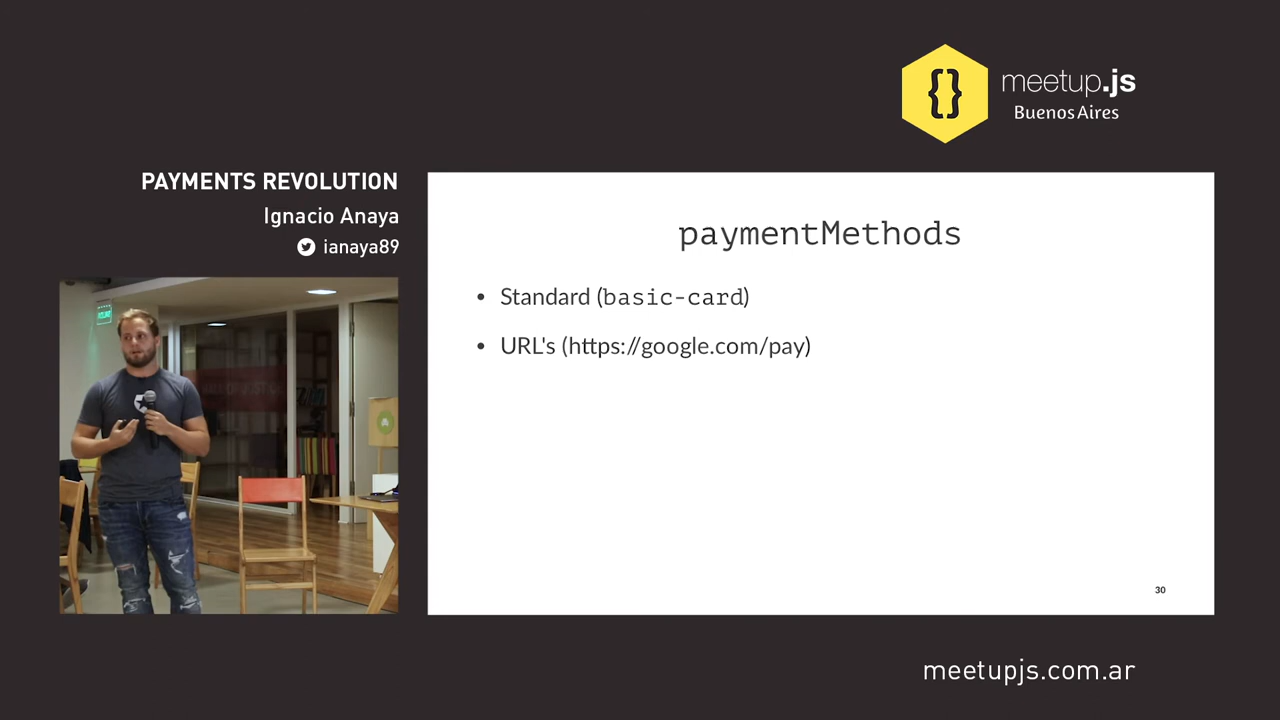 {}
meetup.js
Buenos Aires
PAYMENTS REVOLUTION
Ignacio Anaya
ianaya89
paymentMethods
• Standard (basic-card)
• URL's (https://google.com/pay)
30
meetupjs.com.ar